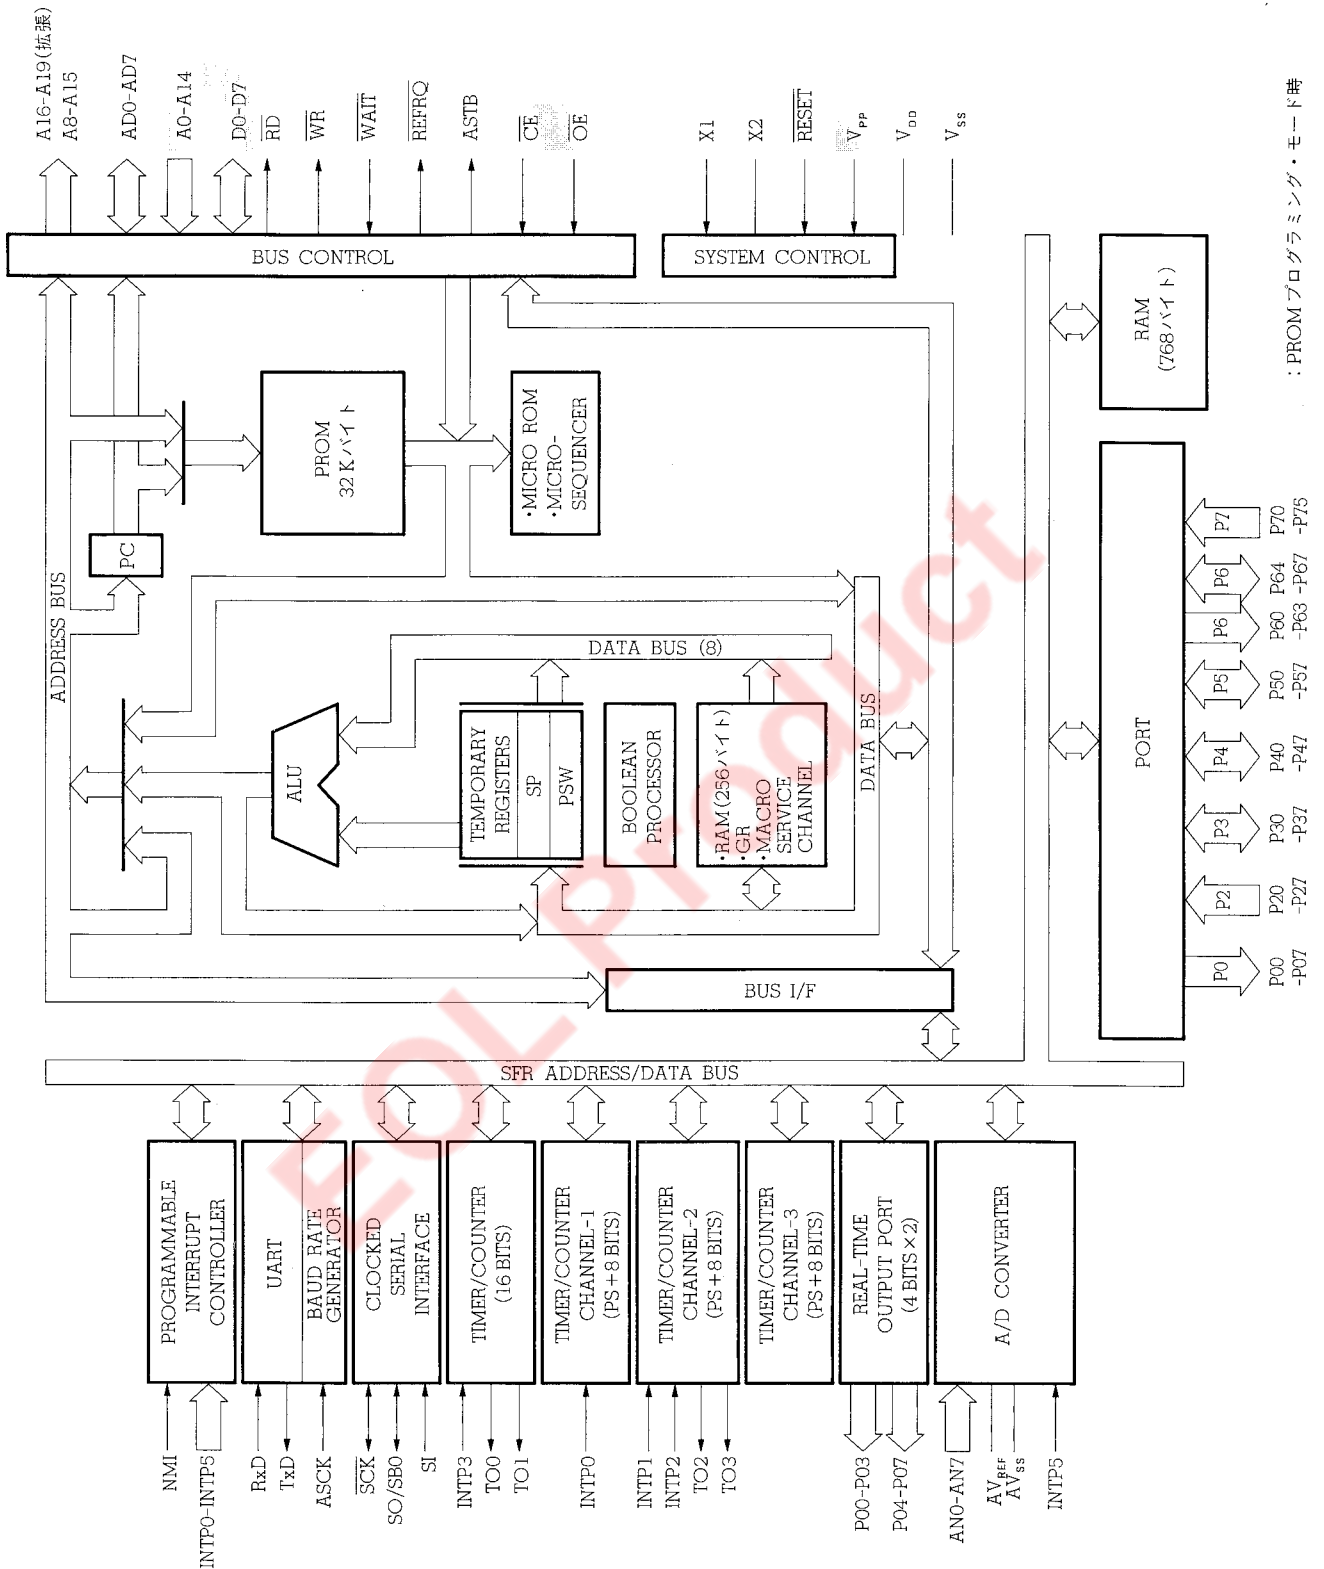 PROGRAMMABLE
INTERRUPT
CONTROLLER
NMI
INTP0-INTP5
UART
BAUD RATE
GENERATOR
RxD
TxD
ASCK
CLOCKED
SERIAL
INTERFACE
SCK
SO/SB0
SI
TIMER/COUNTER
(16 BITS)
INTP3
TO0
TO1
TIMER/COUNTER
CHANNEL-1
(PS+8 BITS)
INTP0
TIMER/COUNTER
CHANNEL-2
(PS+8 BITS)
INTP1
INTP2
TO2
TO3
TIMER/COUNTER
CHANNEL-3
(PS+8 BITS)
REAL-TIME
OUTPUT PORT
(4 BITS×2)
P00-P03
P04-P07
A/D CONVERTER
AN0-AN7
AVREF
AVSS
INTP5
SFR ADDRESS/DATA BUS
BUS I/F
ADDRESS BUS
PC
ALU
TEMPORARY
REGISTERS
SP
PSW
BOOLEAN
PROCESSOR
・RAM(256バイト)
・GR
・MACRO
SERVICE
CHANNEL
DATA BUS (8)
DATA BUS
PROM
32Kバイト
・MICRO ROM
・MICRO-
SEQUENCER
BUS CONTROL
A16-A19(拡張)
A8-A15
AD0-AD7
A0-A14
D0-D7
RD
WR
WAIT
REFRQ
ASTB
CE
OE
SYSTEM CONTROL
X1
X2
RESET
VPP
VDD
VSS
PORT
P0
P2
P3
P4
P5
P6
P6
P7
P00
-P07
P20
-P27
P30
-P37
P40
-P47
P50
-P57
P60
-P63
P64
-P67
P70
-P75
RAM
(768バイト)
：PROMプログラミング・モード時
EOL Product